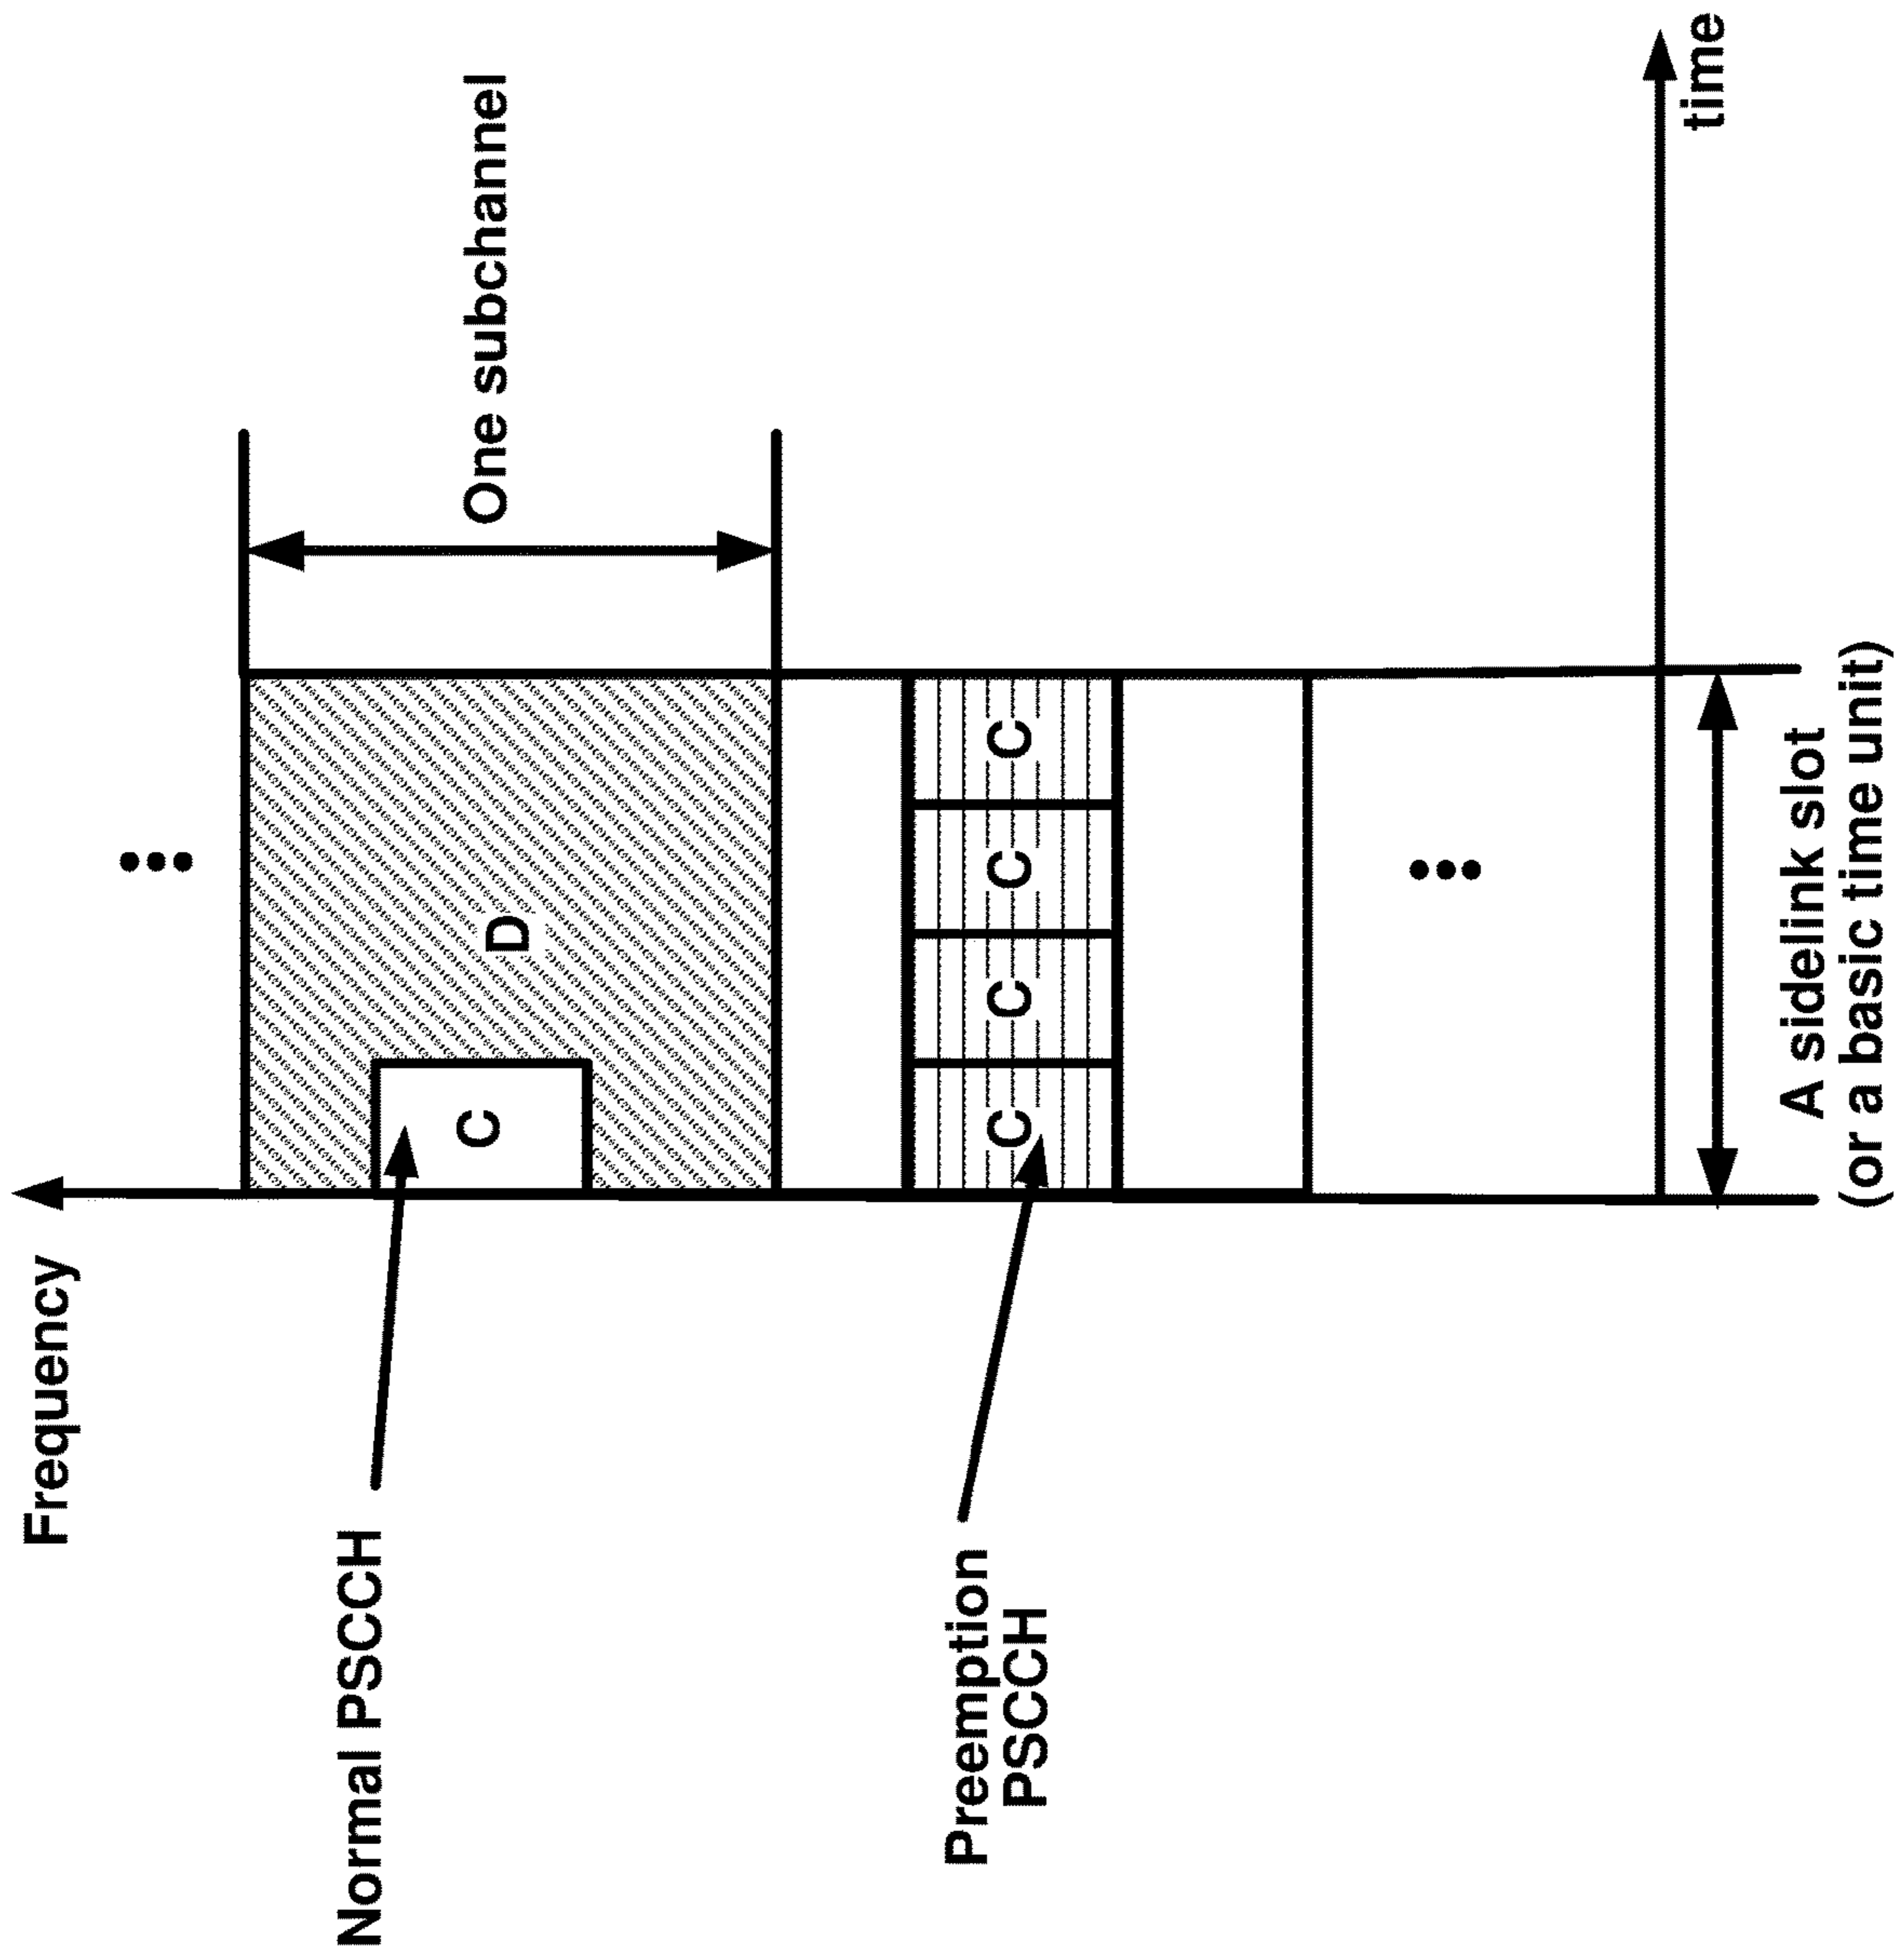 Frequency
Normal PSCCH
C
D
One subchannel
Preemption
PSCCH
C
C
C
C
time
A sidelink slot
(or a basic time unit)